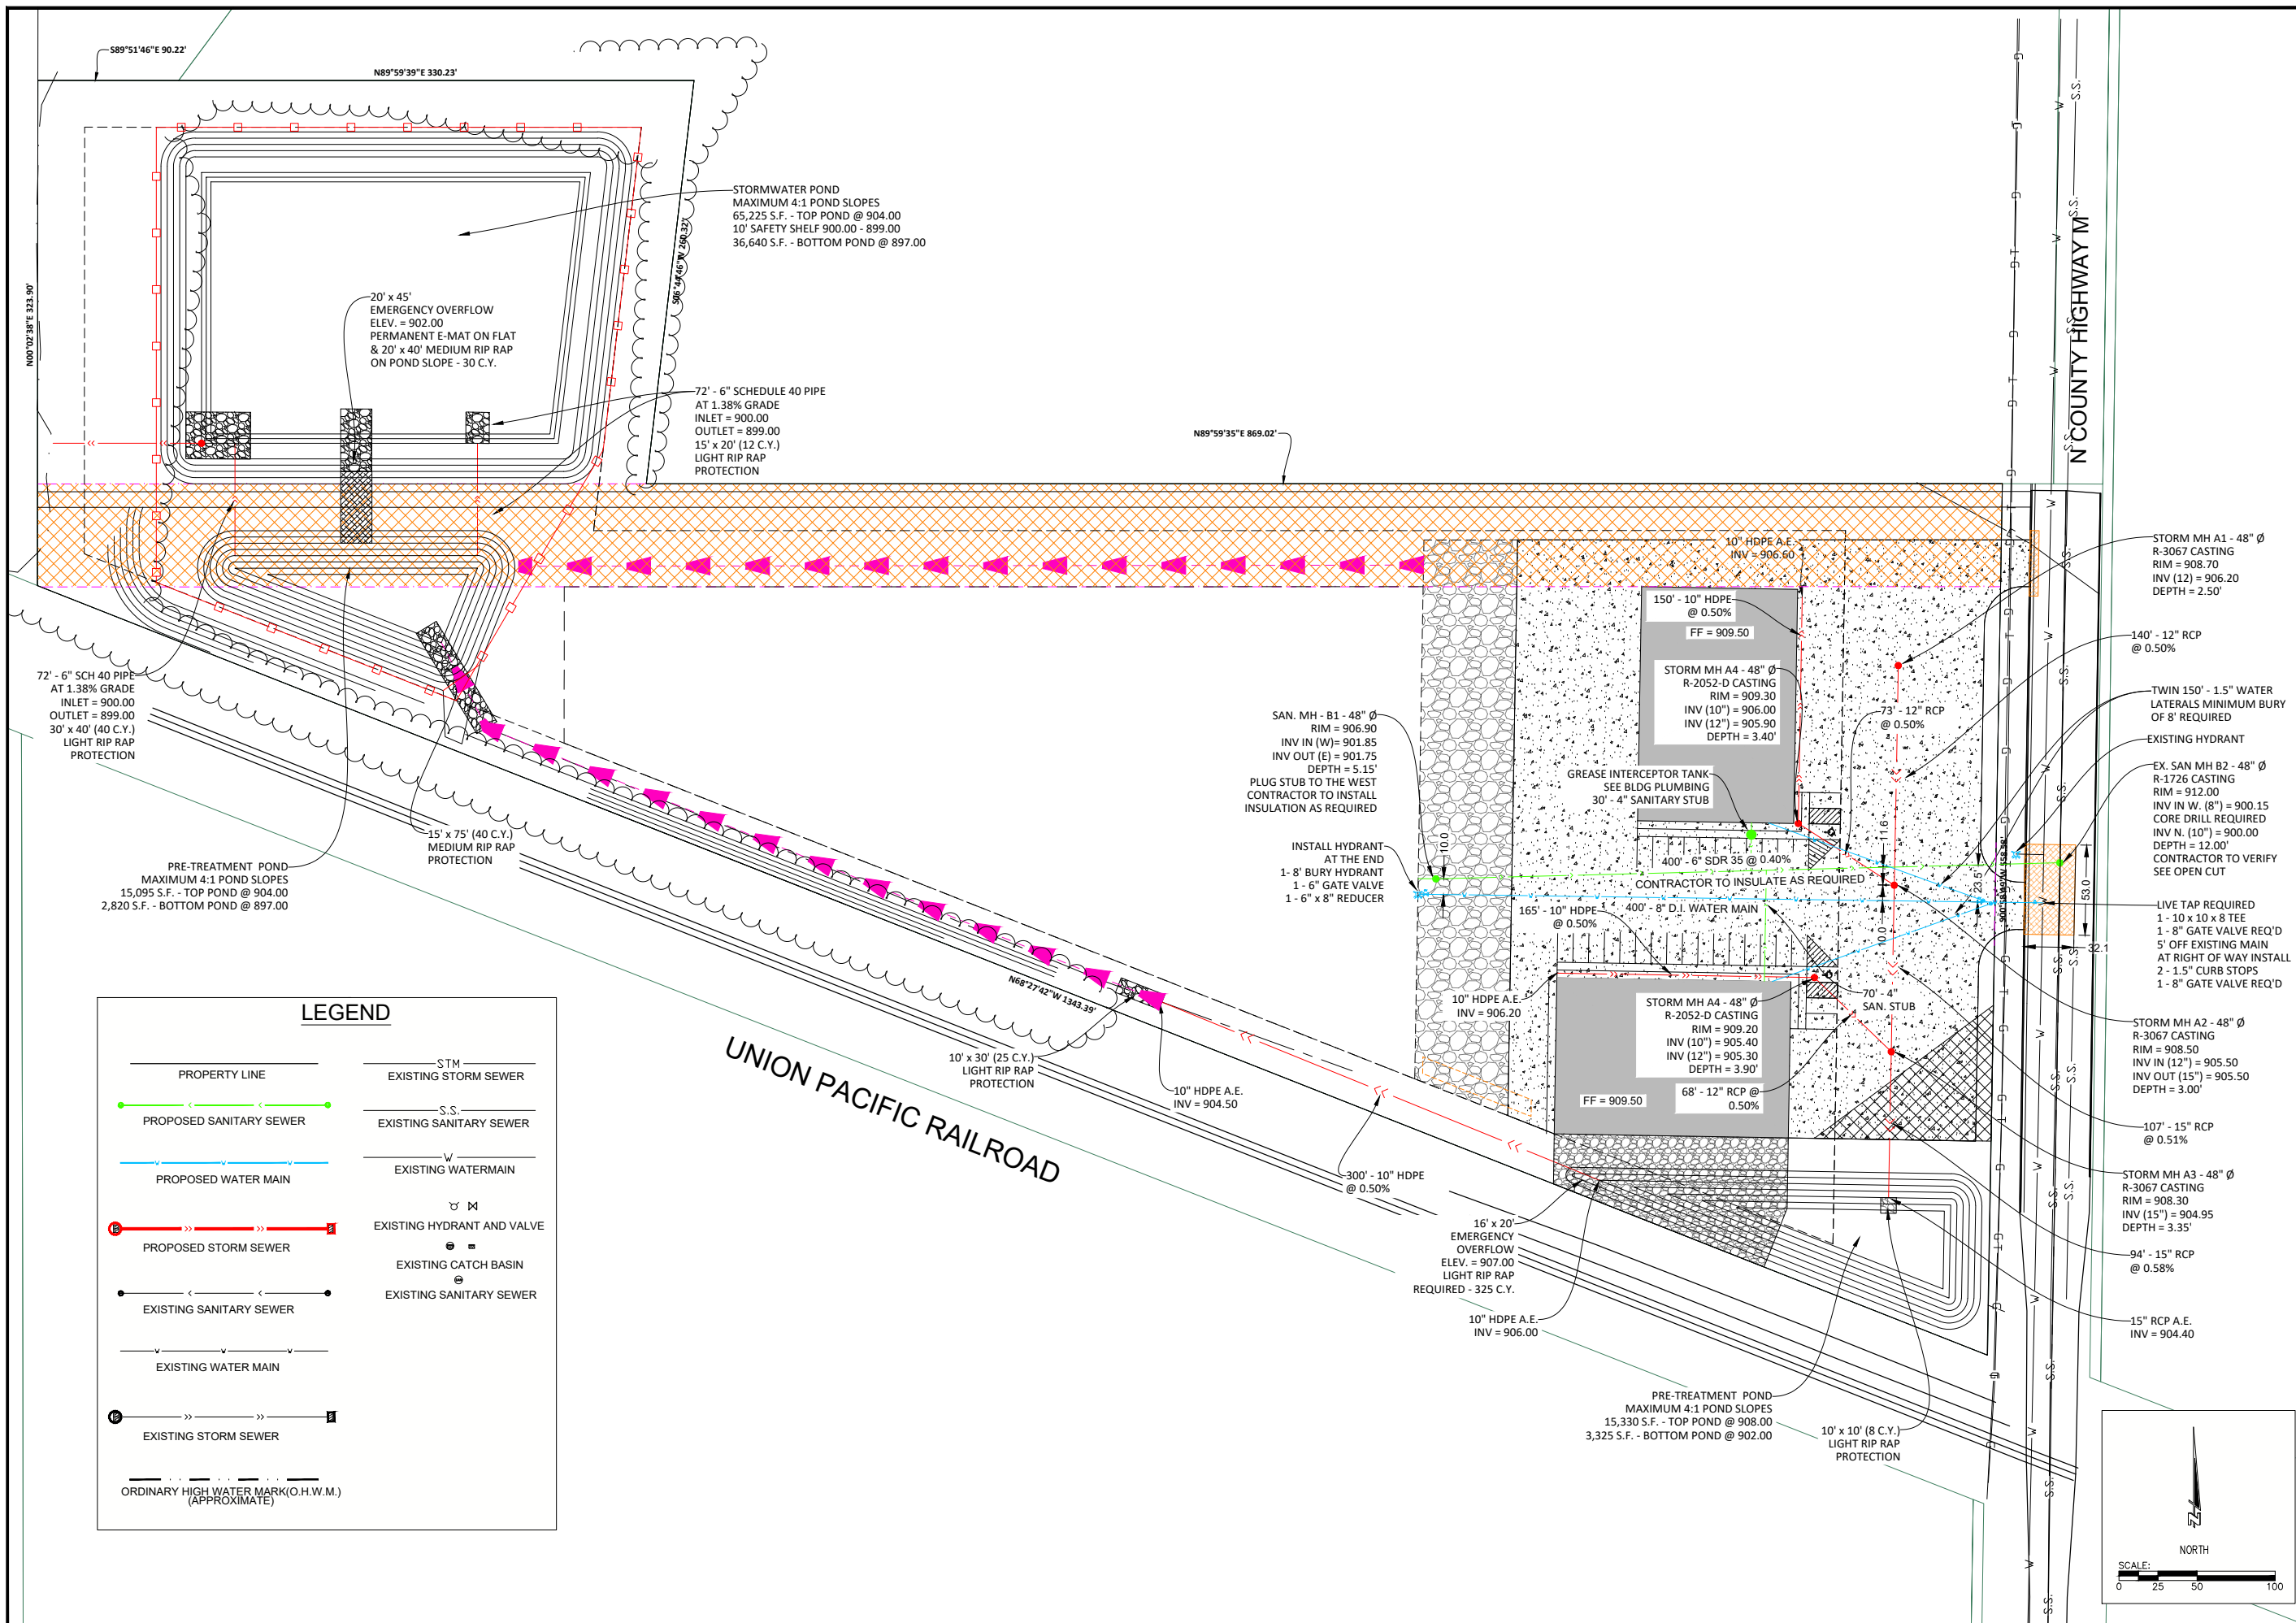 S89°51'46"E 90.22'
N89°59'39"E 330.23'
N00°02'38"E 323.90'
S06°44'46"W 260.32'
STORMWATER POND
MAXIMUM 4:1 POND SLOPES
65,225 S.F. - TOP POND @ 904.00
10' SAFETY SHELF 900.00 - 899.00
36,640 S.F. - BOTTOM POND @ 897.00
20' x 45'
EMERGENCY OVERFLOW
ELEV. = 902.00
PERMANENT E-MAT ON FLAT
& 20' x 40' MEDIUM RIP RAP
ON POND SLOPE - 30 C.Y.
72' - 6" SCHEDULE 40 PIPE
AT 1.38% GRADE
INLET = 900.00
OUTLET = 899.00
15' x 20' (12 C.Y.)
LIGHT RIP RAP
PROTECTION
N89°59'35"E 869.02'
N COUNTY HIGHWAY M
72' - 6" SCH 40 PIPE
AT 1.38% GRADE
INLET = 900.00
OUTLET = 899.00
30' x 40' (40 C.Y.)
LIGHT RIP RAP
PROTECTION
PRE-TREATMENT POND
MAXIMUM 4:1 POND SLOPES
15,095 S.F. - TOP POND @ 904.00
2,820 S.F. - BOTTOM POND @ 897.00
15' x 75' (40 C.Y.)
MEDIUM RIP RAP
PROTECTION
N68°27'42"W 1343.39'
UNION PACIFIC RAILROAD
10' x 30' (25 C.Y.)
LIGHT RIP RAP
PROTECTION
10" HDPE A.E.
INV = 904.50
300' - 10" HDPE
@ 0.50%
16' x 20'
EMERGENCY
OVERFLOW
ELEV. = 907.00
LIGHT RIP RAP
REQUIRED - 325 C.Y.
10" HDPE A.E.
INV = 906.00
PRE-TREATMENT POND
MAXIMUM 4:1 POND SLOPES
15,330 S.F. - TOP POND @ 908.00
3,325 S.F. - BOTTOM POND @ 902.00
10' x 10' (8 C.Y.)
LIGHT RIP RAP
PROTECTION
10" HDPE A.E.
INV = 906.60
150' - 10" HDPE
@ 0.50%
FF = 909.50
STORM MH A4 - 48" Ø
R-2052-D CASTING
RIM = 909.30
INV (10") = 906.00
INV (12") = 905.90
DEPTH = 3.40'
73' - 12" RCP
@ 0.50%
SAN. MH - B1 - 48" Ø
RIM = 906.90
INV IN (W)= 901.85
INV OUT (E) = 901.75
DEPTH = 5.15'
PLUG STUB TO THE WEST
CONTRACTOR TO INSTALL
INSULATION AS REQUIRED
GREASE INTERCEPTOR TANK
SEE BLDG PLUMBING
30' - 4" SANITARY STUB
INSTALL HYDRANT
AT THE END
1- 8' BURY HYDRANT
1 - 6" GATE VALVE
1 - 6" x 8" REDUCER
10.0
400' - 6" SDR 35 @ 0.40%
CONTRACTOR TO INSULATE AS REQUIRED
400' - 8" D.I. WATER MAIN
11.6
23.5'
10.0
53.0
32.1
165' - 10" HDPE
@ 0.50%
10" HDPE A.E.
INV = 906.20
STORM MH A4 - 48" Ø
R-2052-D CASTING
RIM = 909.20
INV (10") = 905.40
INV (12") = 905.30
DEPTH = 3.90'
70' - 4"
SAN. STUB
68' - 12" RCP @
0.50%
FF = 909.50
STORM MH A1 - 48" Ø
R-3067 CASTING
RIM = 908.70
INV (12) = 906.20
DEPTH = 2.50'
140' - 12" RCP
@ 0.50%
TWIN 150' - 1.5" WATER
LATERALS MINIMUM BURY
OF 8' REQUIRED
EXISTING HYDRANT
EX. SAN MH B2 - 48" Ø
R-1726 CASTING
RIM = 912.00
INV IN W. (8") = 900.15
CORE DRILL REQUIRED
INV N. (10") = 900.00
DEPTH = 12.00'
CONTRACTOR TO VERIFY
SEE OPEN CUT
LIVE TAP REQUIRED
1 - 10 x 10 x 8 TEE
1 - 8" GATE VALVE REQ'D
5' OFF EXISTING MAIN
AT RIGHT OF WAY INSTALL
2 - 1.5" CURB STOPS
1 - 8" GATE VALVE REQ'D
STORM MH A2 - 48" Ø
R-3067 CASTING
RIM = 908.50
INV IN (12") = 905.50
INV OUT (15") = 905.50
DEPTH = 3.00'
107' - 15" RCP
@ 0.51%
STORM MH A3 - 48" Ø
R-3067 CASTING
RIM = 908.30
INV (15") = 904.95
DEPTH = 3.35'
94' - 15" RCP
@ 0.58%
15" RCP A.E.
INV = 904.40
LEGEND
PROPERTY LINE
PROPOSED SANITARY SEWER
PROPOSED WATER MAIN
PROPOSED STORM SEWER
EXISTING SANITARY SEWER
EXISTING WATER MAIN
EXISTING STORM SEWER
ORDINARY HIGH WATER MARK(O.H.W.M.)
(APPROXIMATE)
STM
EXISTING STORM SEWER
S.S.
EXISTING SANITARY SEWER
W
EXISTING WATERMAIN
EXISTING HYDRANT AND VALVE
EXISTING CATCH BASIN
EXISTING SANITARY SEWER
NORTH
SCALE:
0 25 50 100